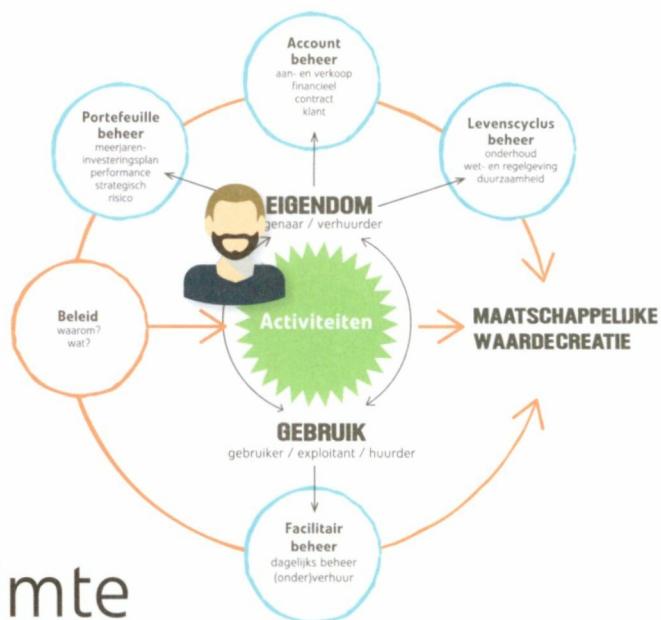 Account
beheer
aan- en verkoop
financieel
contract
klant
Portefeuille
beheer
meerjaren-
investeringsplan
performance
strategisch
risico
Levenscyclus
beheer
onderhoud
wet- en regelgeving
duurzaamheid
EIGENDOM
genaar / verhuurder
Beleid
waarom?
wat?
Activiteiten
MAATSCHAPPELIJKE
WAARDECREATIE
GEBRUIK
gebruiker / exploitant / huurder
Facilitair
beheer
dagelijks beheer
(onder)verhuur
mte